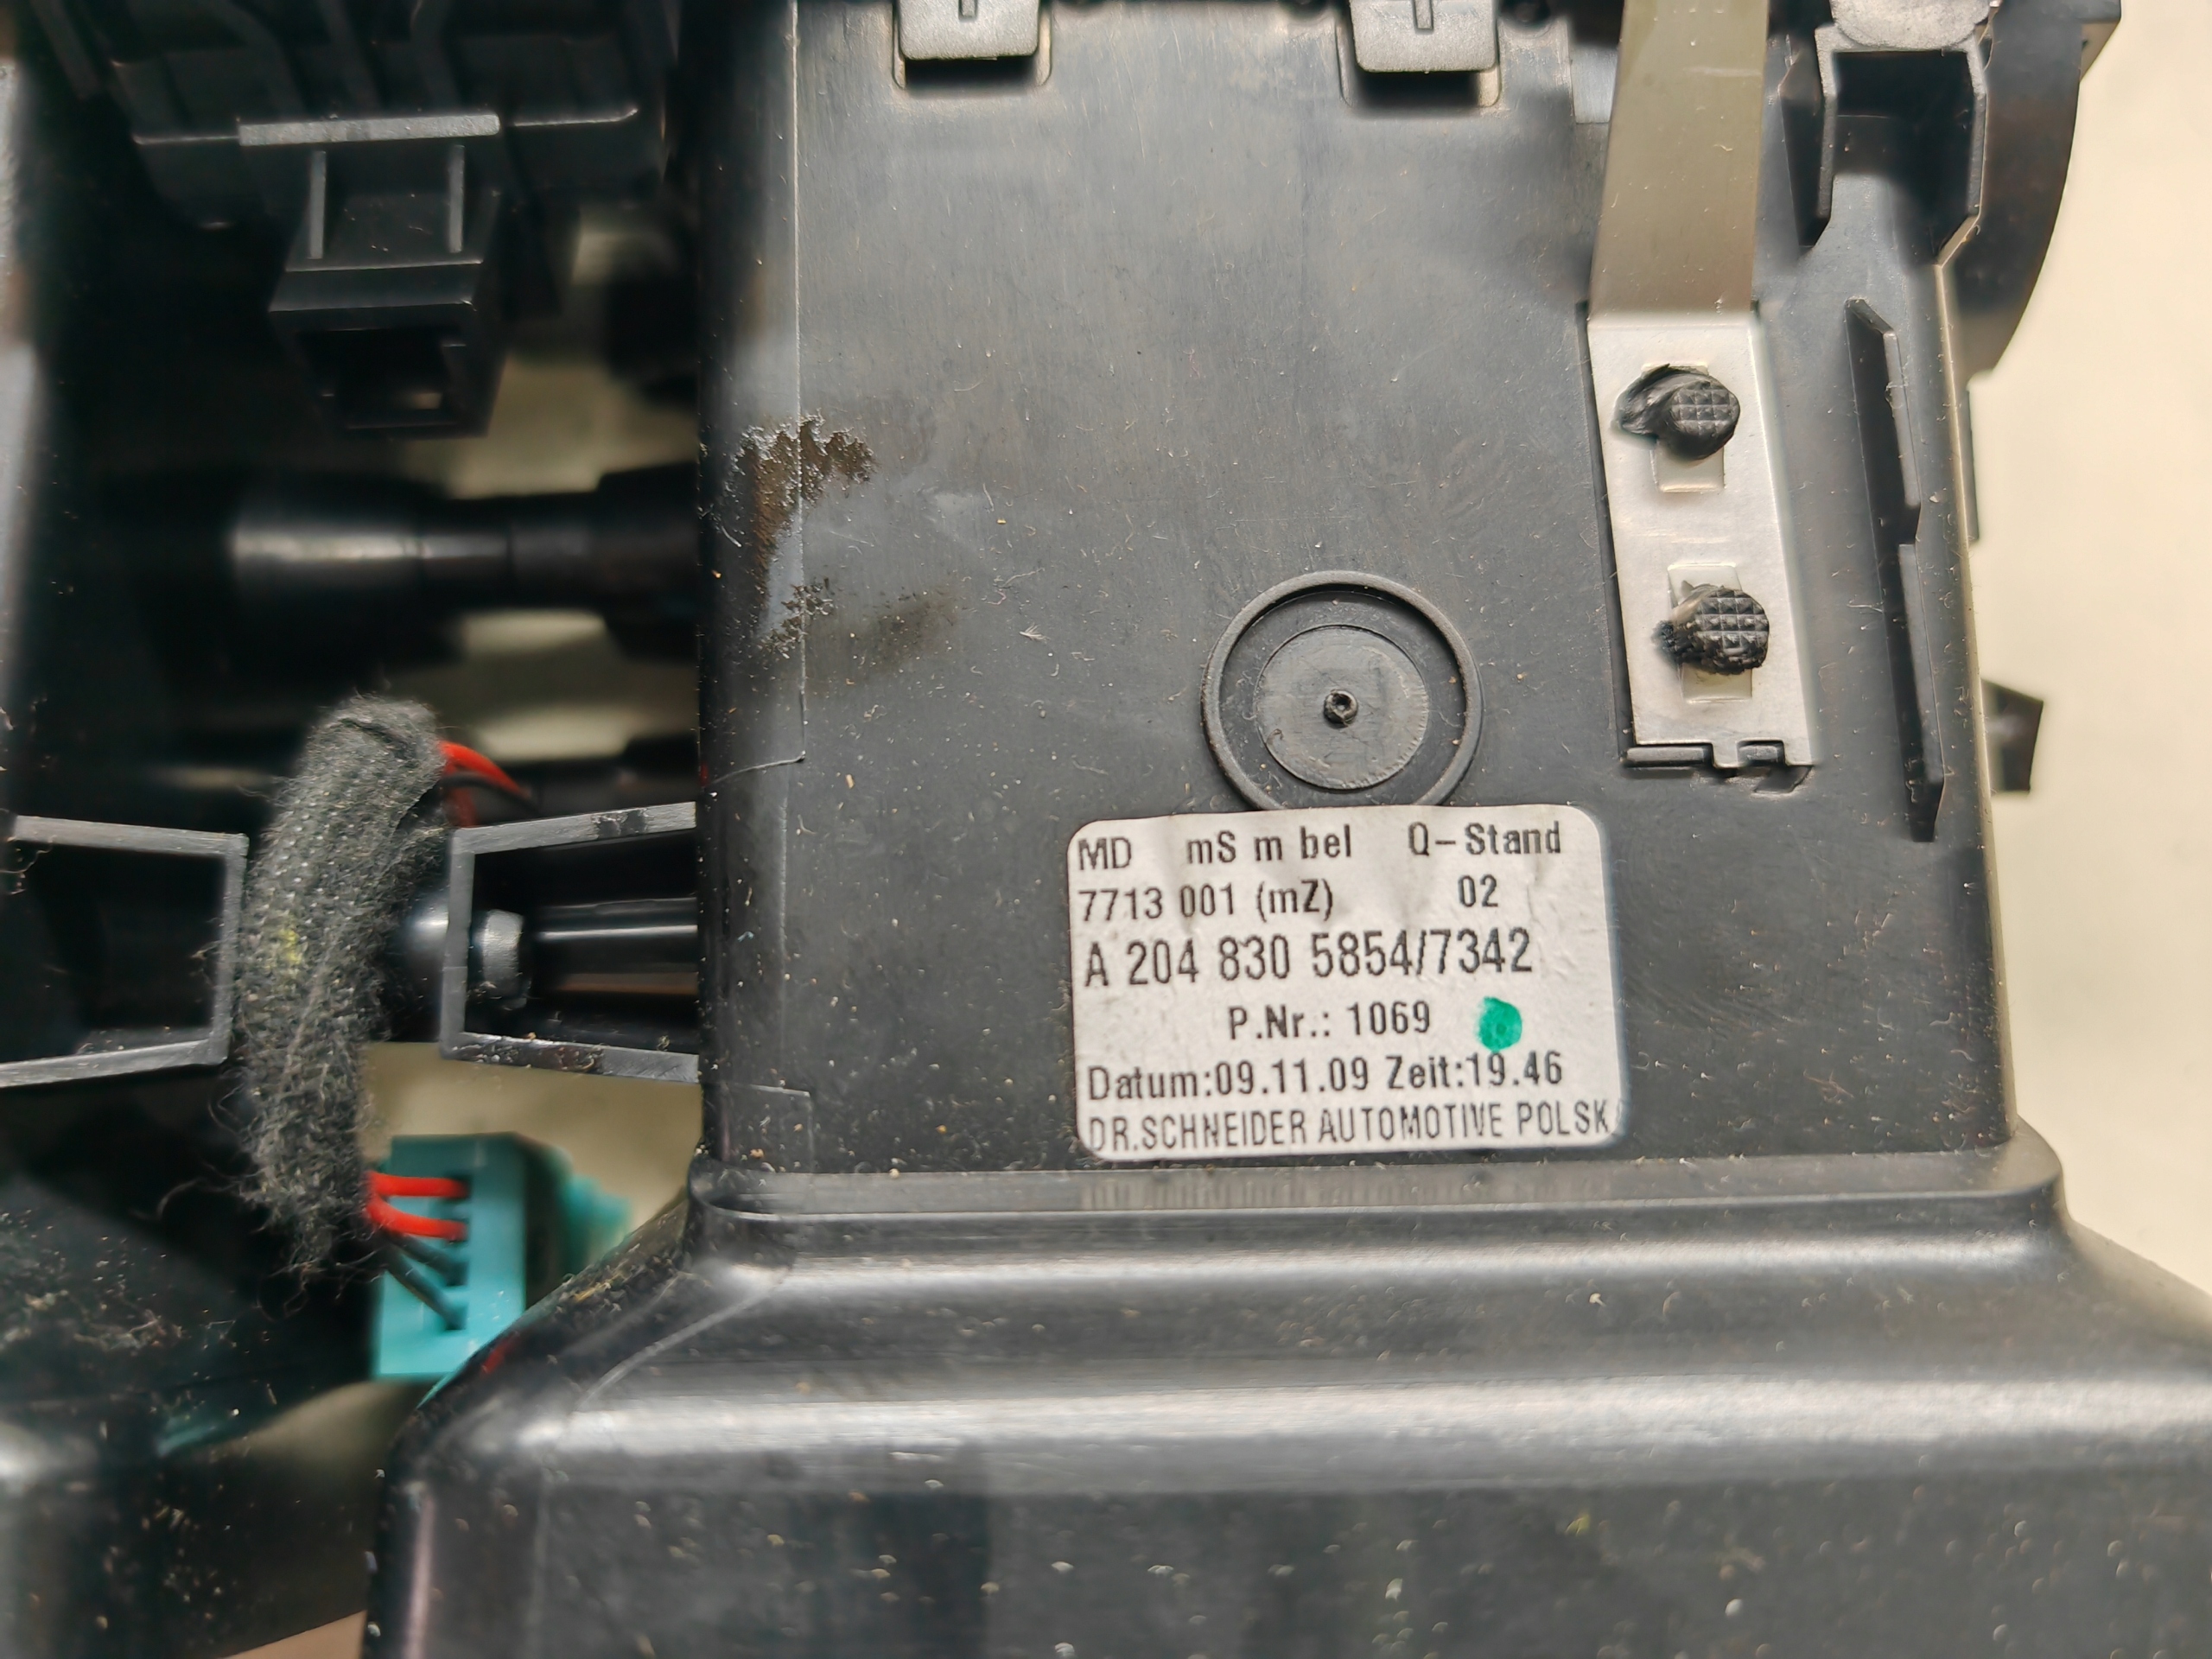 MD mS m bel Q-Stand
7713 001 (mZ) 02
A 204 830 5854/7342
P.Nr.: 1069
Datum:09.11.09 Zeit:19.46
DR.SCHNEIDER AUTOMOTIVE POLSK